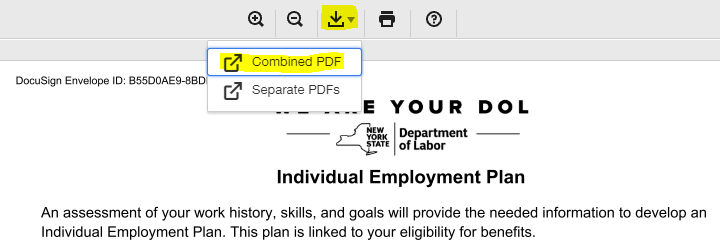 Combined PDF
Separate PDFs
DocuSign Envelope ID: B55D0AE9-8BD
ARE YOUR DOL
NEW
YORK
STATE
Department
of Labor
Individual Employment Plan
An assessment of your work history, skills, and goals will provide the needed information to develop an
Individual Employment Plan. This plan is linked to your eligibility for benefits.